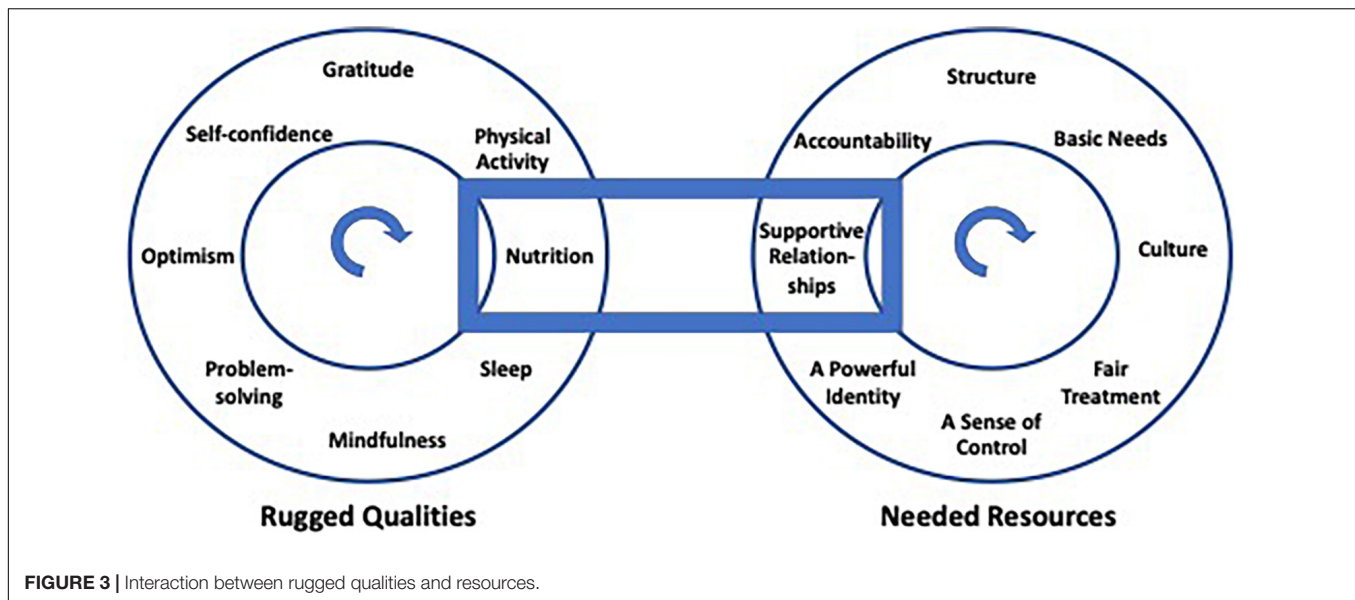 Gratitude
Self-confidence
Physical
Activity
Optimism
Nutrition
Problem-
solving
Sleep
Mindfulness
Rugged Qualities
Structure
Accountability
Basic Needs
Supportive
Relation-
ships
Culture
A Powerful
Identity
Fair
Treatment
A Sense of
Control
Needed Resources
FIGURE 3 | Interaction between rugged qualities and resources.